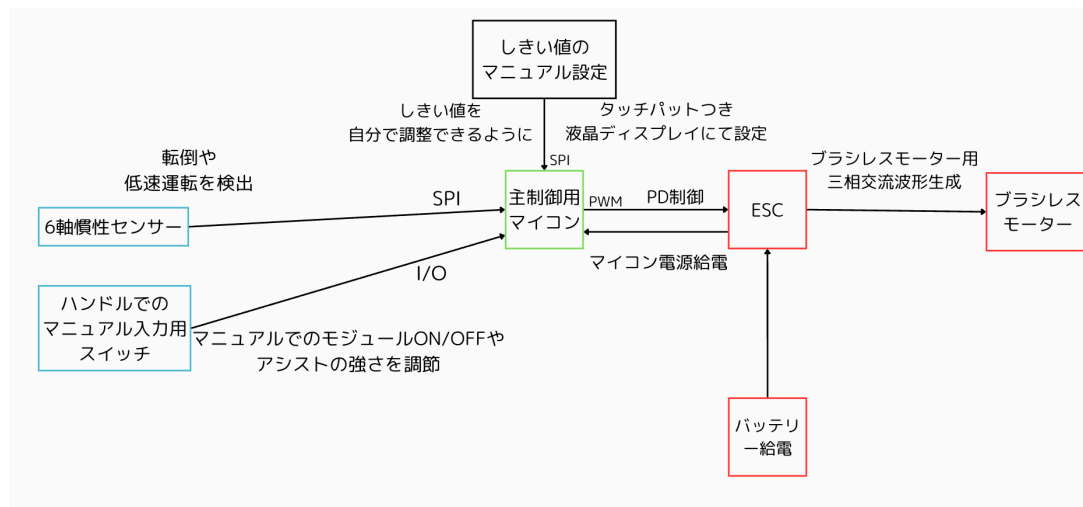 しきい値の
マニュアル設定
しきい値を
自分で調整できるように
タッチパットつき
液晶ディスプレイにて設定
SPI
転倒や
低速運転を検出
6軸慣性センサー
SPI
主制御用
マイコン
PWM
PD制御
マイコン電源給電
ESC
ブラシレスモーター用
三相交流波形生成
ブラシレス
モーター
I/O
ハンドルでの
マニュアル入力用
スイッチ
マニュアルでのモジュールON/OFFや
アシストの強さを調節
バッテリ
ー給電